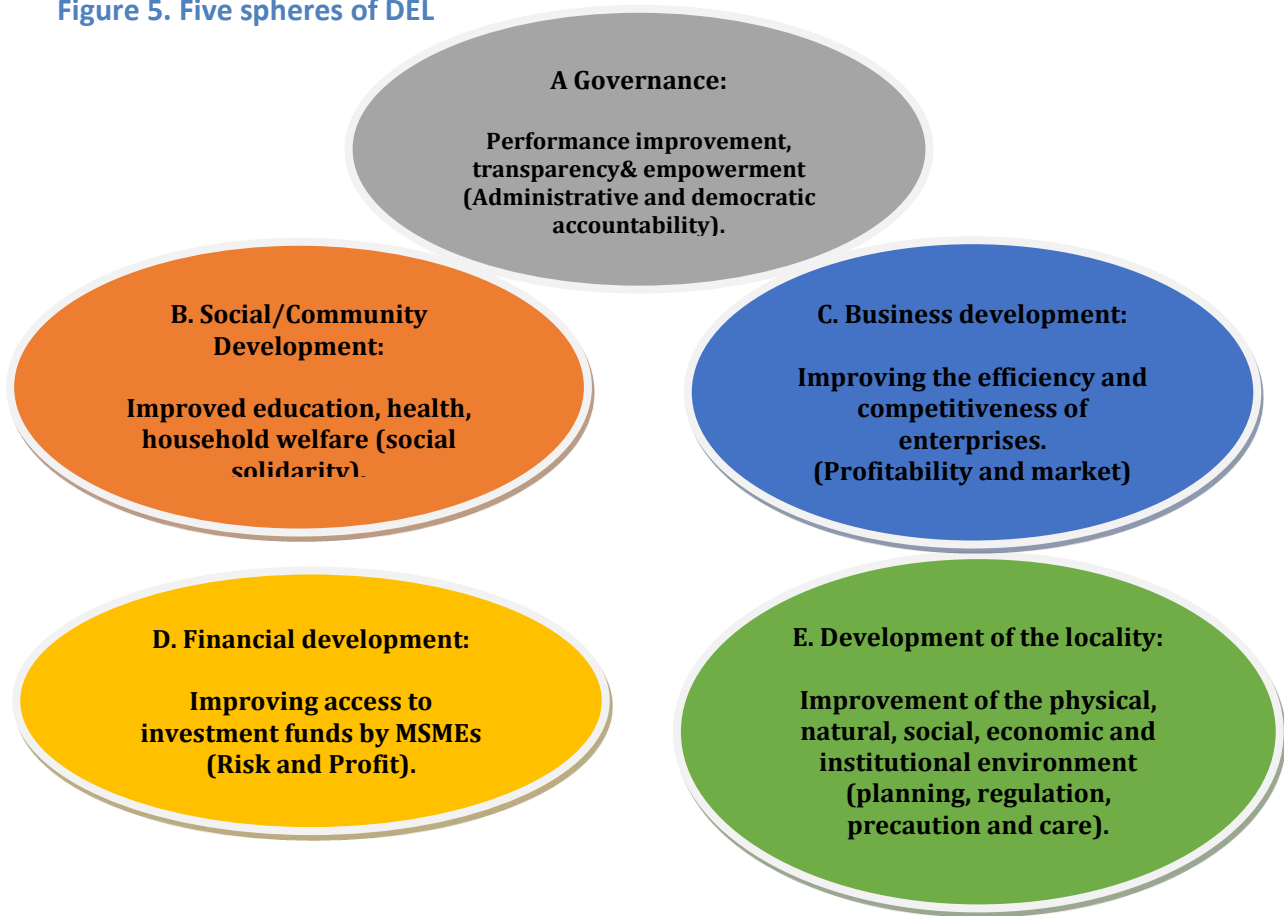 Figure 5. Five spheres of DEL
A Governance:
Performance improvement,
transparency& empowerment
(Administrative and democratic
accountability).
B. Social/Community
Development:
Improved education, health,
household welfare (social
solidarity).
C. Business development:
Improving the efficiency and
competitiveness of
enterprises.
(Profitability and market)
D. Financial development:
Improving access to
investment funds by MSMEs
(Risk and Profit).
E. Development of the locality:
Improvement of the physical,
natural, social, economic and
institutional environment
(planning, regulation,
precaution and care).